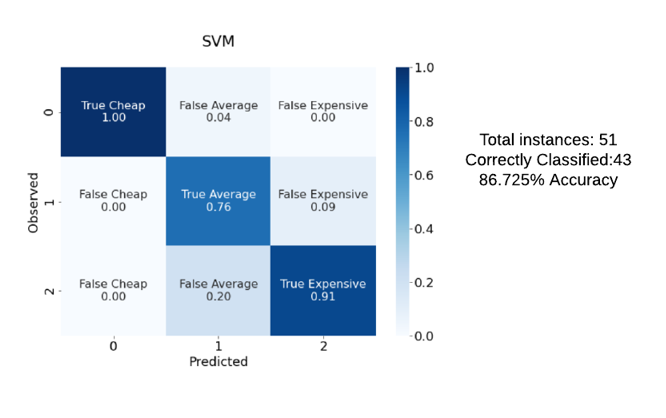 SVM
True Cheap
1.00
False Average
0.04
False Expensive
0.00
False Cheap
0.00
True Average
0.76
False Expensive
0.09
False Cheap
0.00
False Average
0.20
True Expensive
0.91
0
1
2
Observed
0
1
2
Predicted
1.0
0.8
0.6
0.4
0.2
0.0
Total instances: 51
Correctly Classified:43
86.725% Accuracy